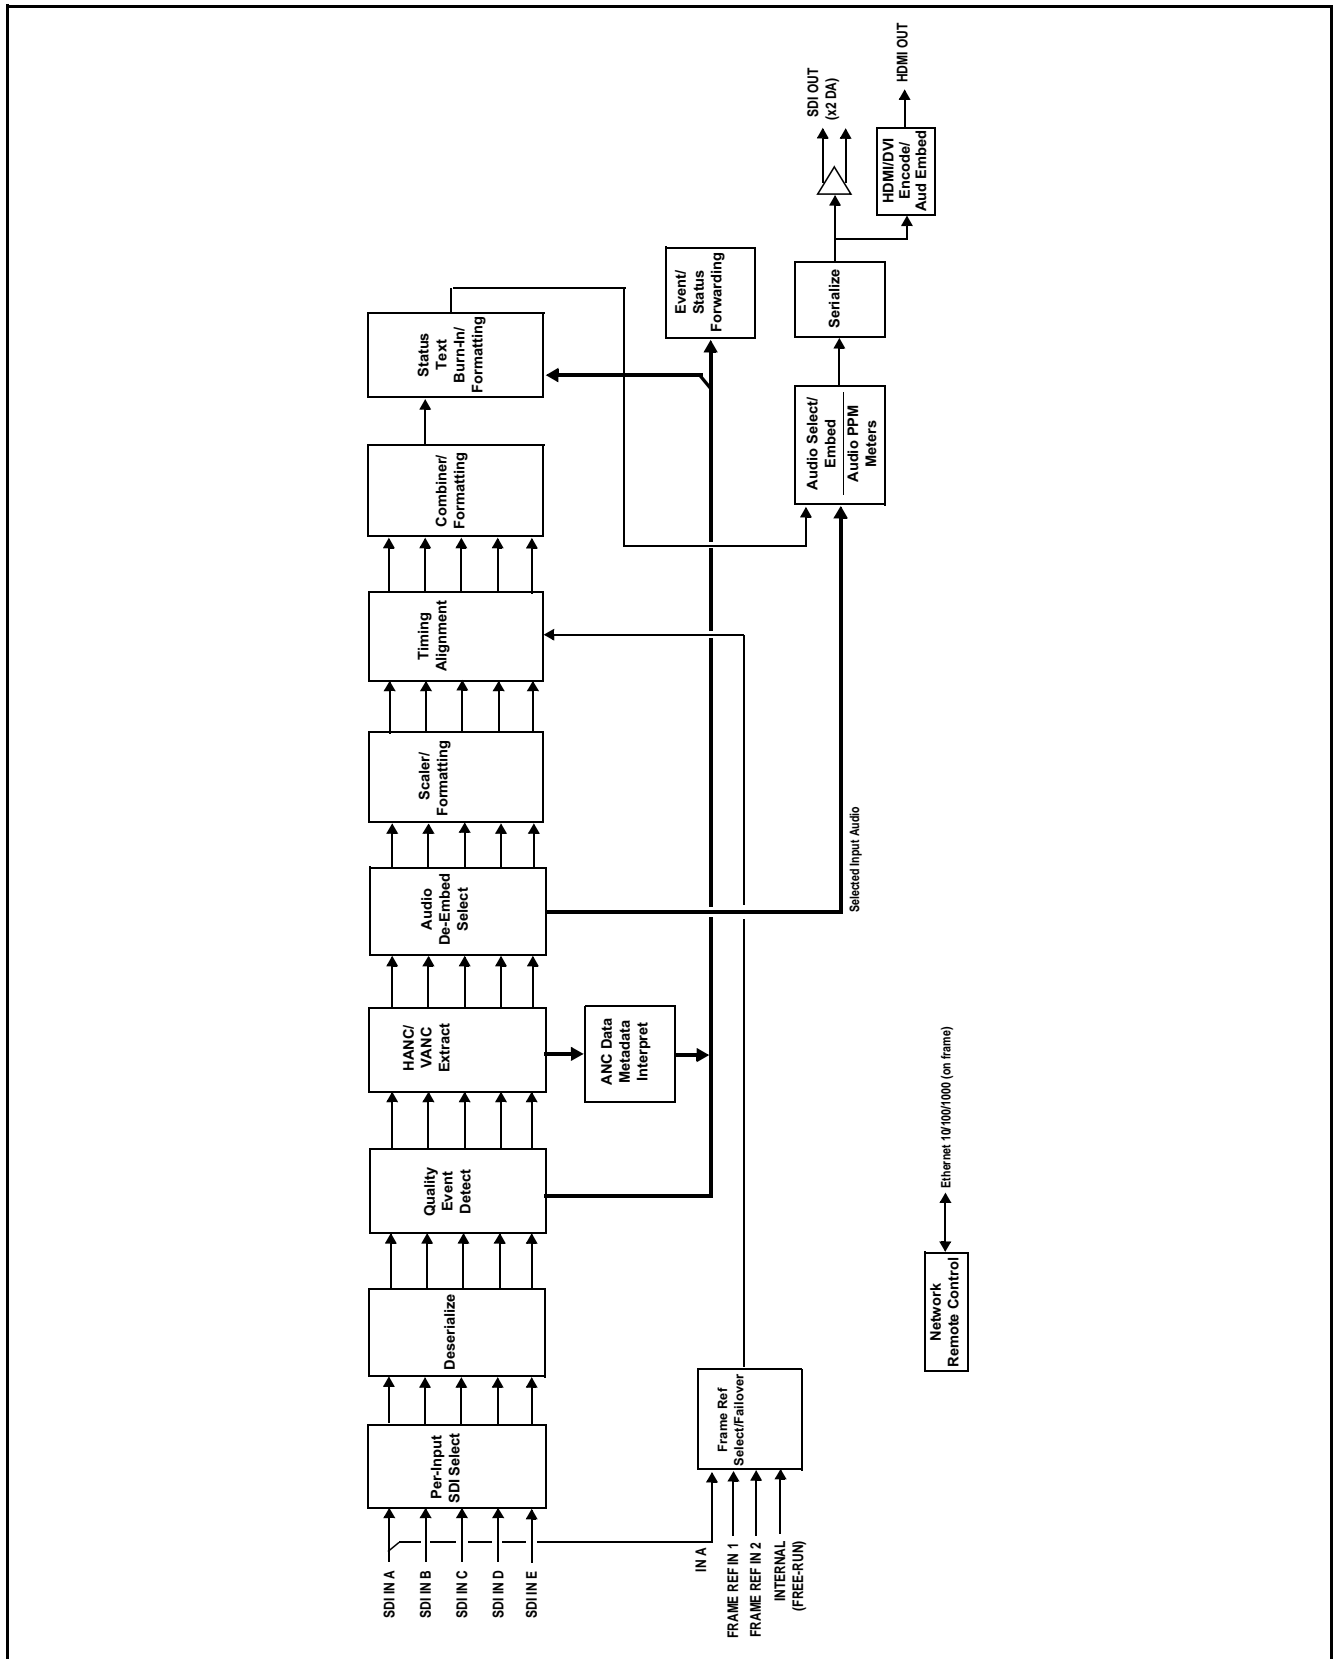 SDI IN A
SDI IN B
SDI IN C
SDI IN D
SDI IN E
Per-Input
SDI Select
Deserialize
Quality
Event
Detect
HANC/
VANC
Extract
Audio
De-Embed
Select
Scaler/
Formatting
Timing
Alignment
Combiner/
Formatting
Status
Text
Burn-In/
Formatting
ANC Data
Metadata
Interpret
Event/
Status
Forwarding
IN A
FRAME REF IN 1
FRAME REF IN 2
INTERNAL
(FREE-RUN)
Frame Ref
Select/Failover
Selected Input Audio
Audio Select/
Embed
Audio PPM
Meters
Serialize
SDI OUT
(x2 DA)
HDMI/DVI
Encode/
Aud Embed
HDMI OUT
Network
Remote Control
Ethernet 10/100/1000 (on frame)